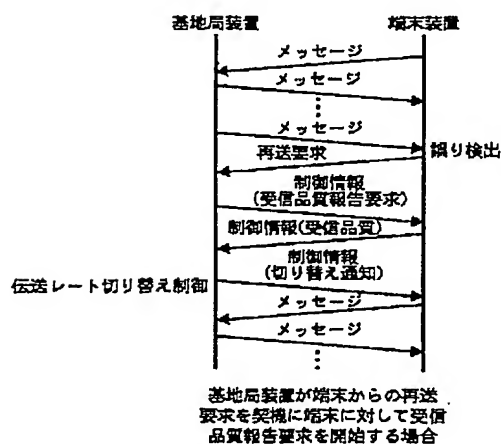 基地局装置 端末装置
メッセージ
メッセージ
メッセージ
再送要求 誤り検出
制御情報
(受信品質報告要求)
制御情報(受信品質)
制御情報
(切り替え通知)
伝送レート切り替え制御
メッセージ
メッセージ
基地局装置が端末からの再送
要求を契機に端末に対して受信
品質報告要求を開始する場合